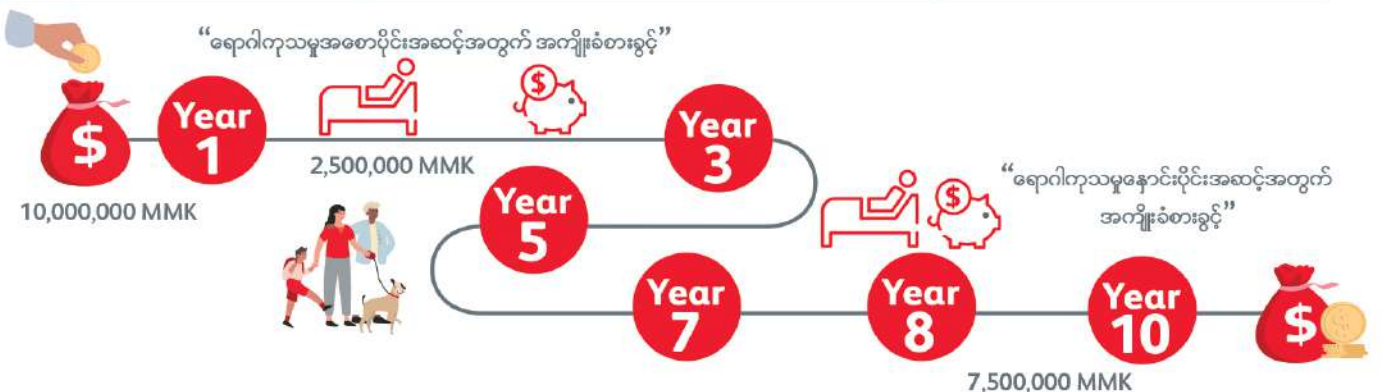 “ရောဂါကုသမှုအစောပိုင်းအဆင့်အတွက် အကျိုးခံစားခွင့်”
$
Year
1
$
Year
3
2,500,000 MMK
10,000,000 MMK
“ရောဂါကုသမှုနောင်းပိုင်းအဆင့်အတွက်
အကျိုးခံစားခွင့်”
$
Year
5
Year
7
Year
8
Year
10
$
7,500,000 MMK